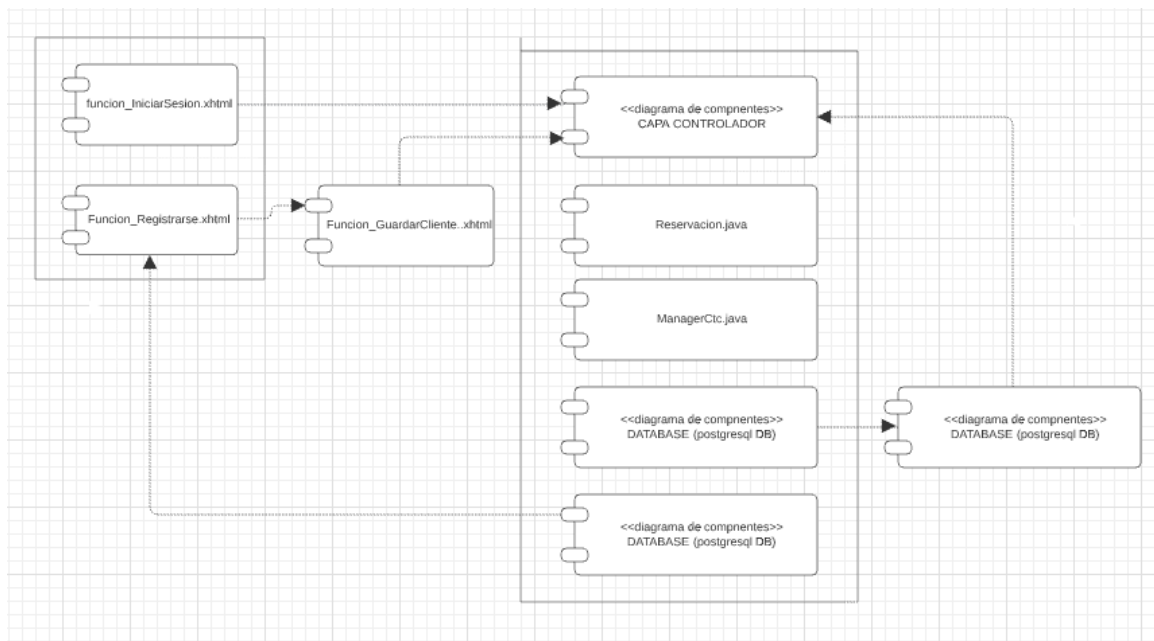 funcion_IniciarSesion.xhtml
<<diagrama de compnentes>>
CAPA CONTROLADOR
Funcion_Registrarse.xhtml
Funcion_GuardarCliente..xhtml
Reservacion.java
ManagerCtc.java
<<diagrama de compnentes>>
DATABASE (postgresql DB)
<<diagrama de compnentes>>
DATABASE (postgresql DB)
<<diagrama de compnentes>>
DATABASE (postgresql DB)